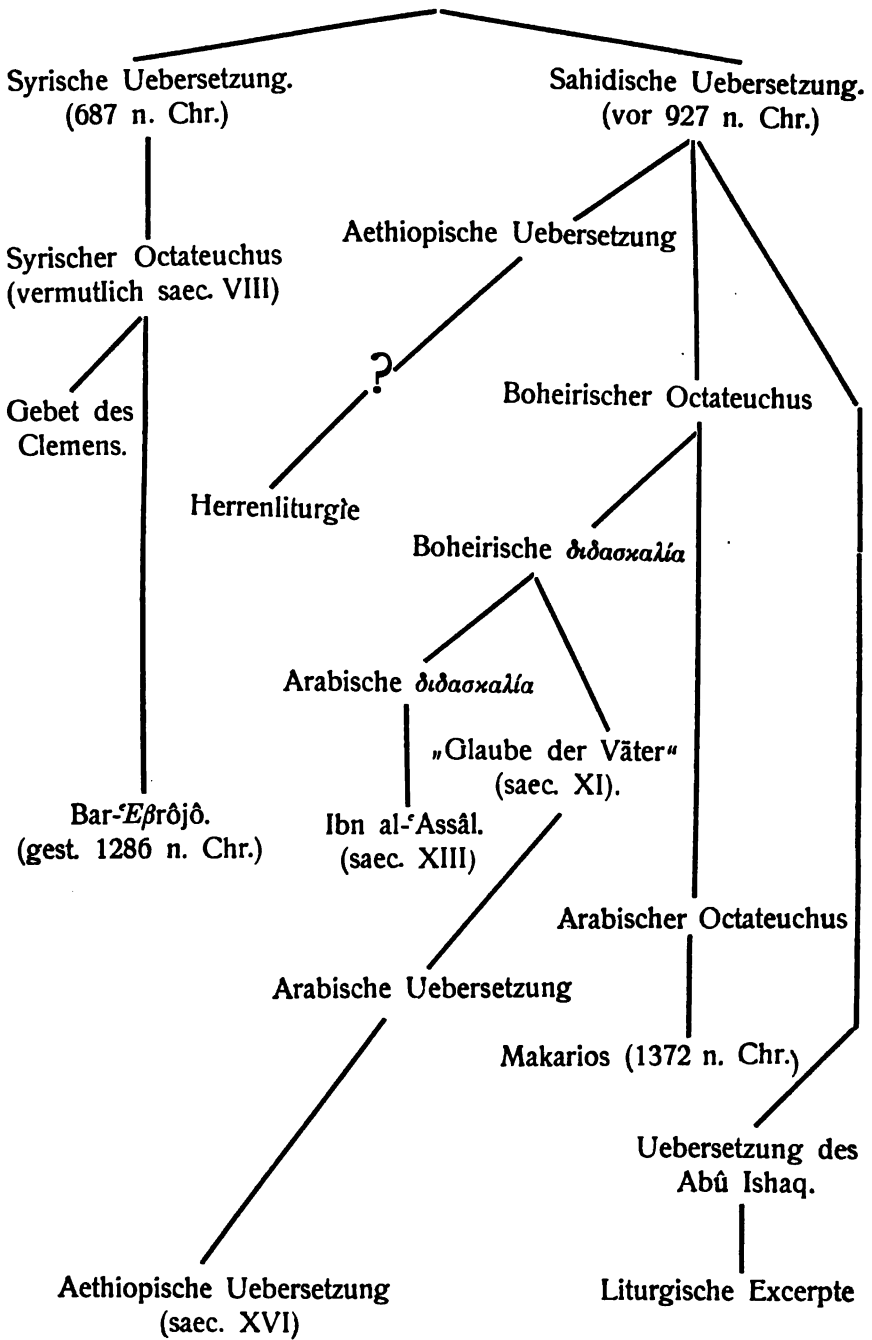 Syrische Uebersetzung.
(687 n. Chr.)
Sahidische Uebersetzung.
(vor 927 n. Chr.)
Aethiopische Uebersetzung
Syrischer Octateuchus
(vermutlich saec. VIII)
?
Gebet des
Clemens.
Boheirischer Octateuchus
Herrenliturgie
Boheirische διδασκαλία
Arabische διδασκαλία
„Glaube der Väter“
(saec. XI).
Bar-ʿEβrôjô.
(gest. 1286 n. Chr.)
Ibn al-ʿAssâl.
(saec. XIII)
Arabischer Octateuchus
Arabische Uebersetzung
Makarios (1372 n. Chr.)
Uebersetzung des
Abû Ishaq.
Aethiopische Uebersetzung
(saec. XVI)
Liturgische Excerpte